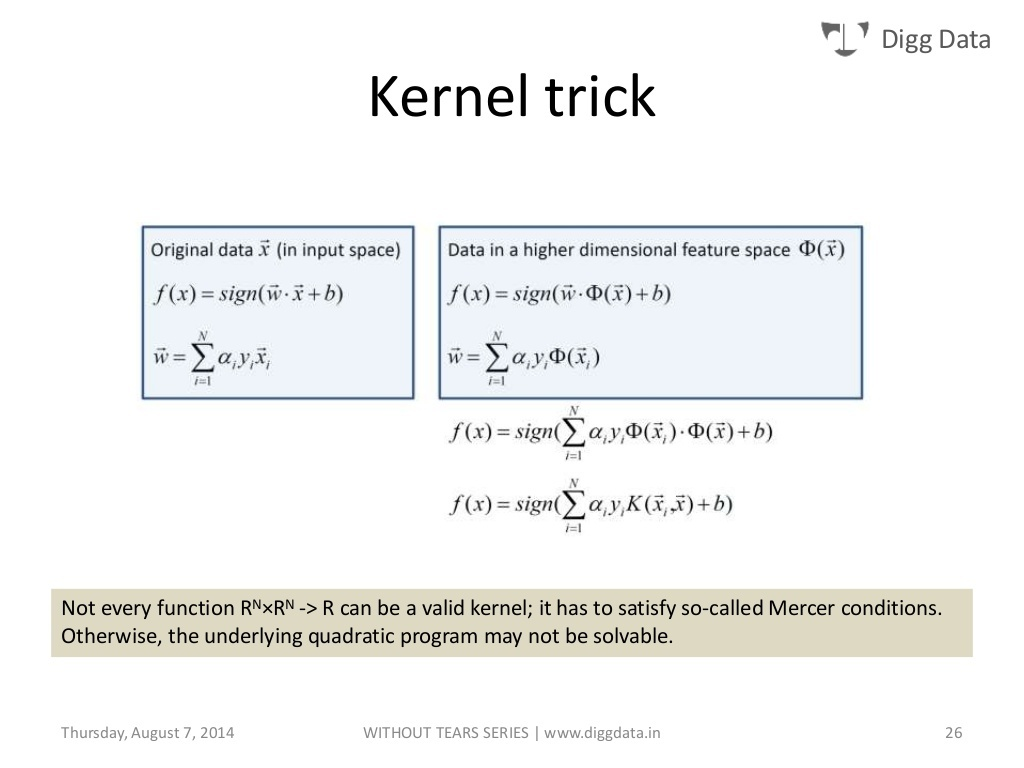 Digg Data
Kernel trick
Original data x⃗ (in input space)
f(x) = sign(w⃗ · x⃗ + b)
w⃗ = ∑_{i=1}^{N} α_i y_i x⃗_i
Data in a higher dimensional feature space Φ(x⃗)
f(x) = sign(w⃗ · Φ(x⃗) + b)
w⃗ = ∑_{i=1}^{N} α_i y_i Φ(x⃗_i)
f(x) = sign(∑_{i=1}^{N} α_i y_i Φ(x⃗_i) · Φ(x⃗) + b)
f(x) = sign(∑_{i=1}^{N} α_i y_i K(x⃗_i, x⃗) + b)
Not every function Rᴺ×Rᴺ -> R can be a valid kernel; it has to satisfy so-called Mercer conditions.
Otherwise, the underlying quadratic program may not be solvable.
Thursday, August 7, 2014
WITHOUT TEARS SERIES | www.diggdata.in
26